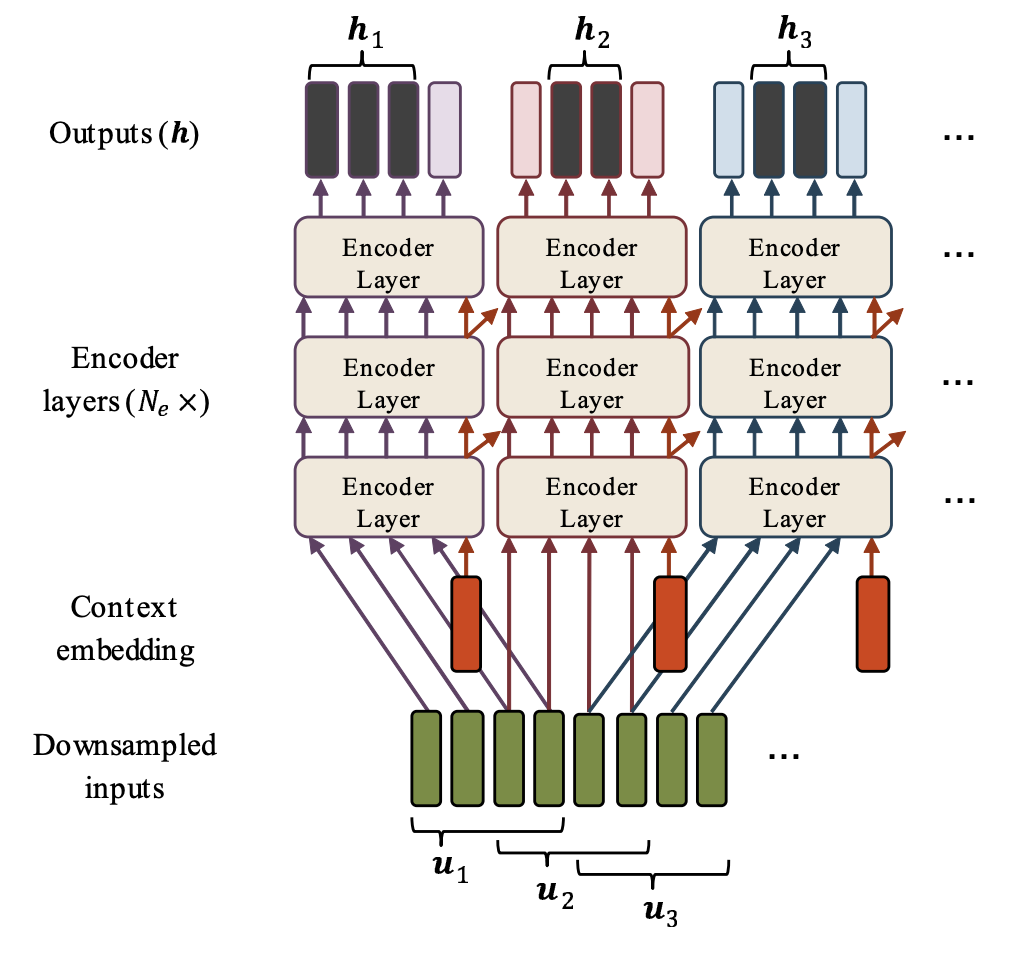 h₁
h₂
h₃
Outputs (h)
...
Encoder
Layer
Encoder
Layer
Encoder
Layer
...
Encoder
layers (Nₑ ×)
Encoder
Layer
Encoder
Layer
Encoder
Layer
...
Encoder
Layer
Encoder
Layer
Encoder
Layer
...
Context
embedding
Downsampled
inputs
...
u₁
u₂
u₃